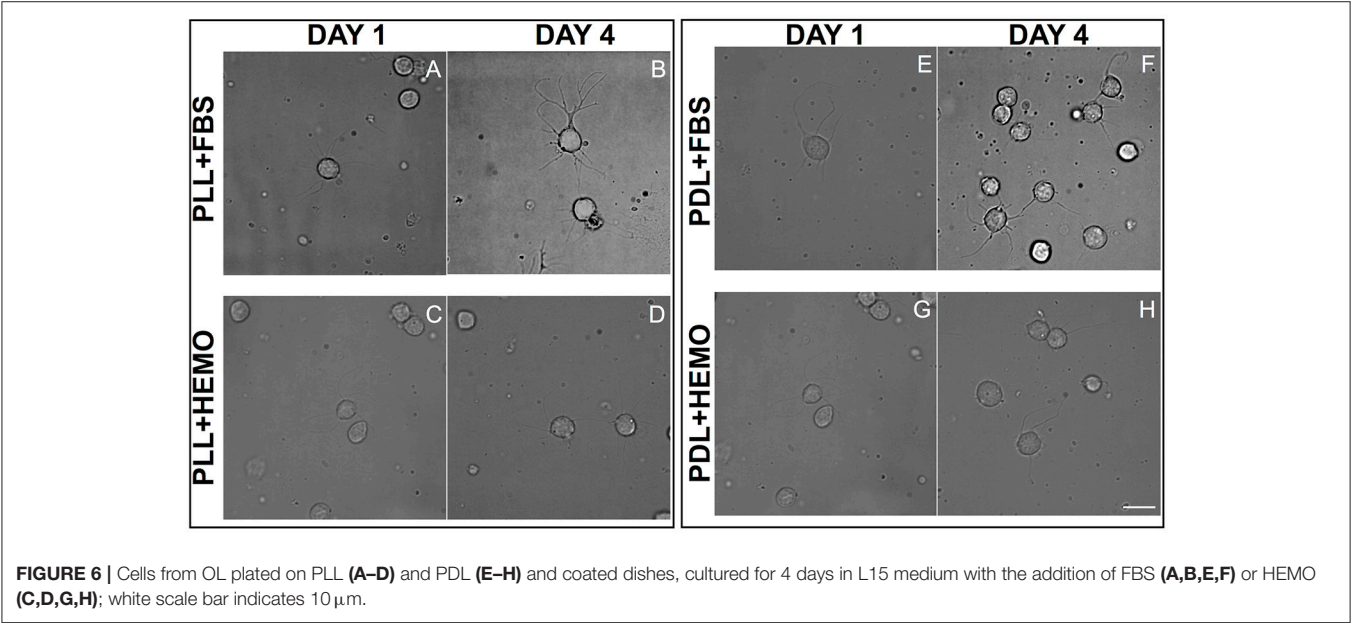 DAY 1 DAY 4
PLL+FBS
A B
PLL+HEMO
C D
DAY 1 DAY 4
PDL+FBS
E F
PDL+HEMO
G H
FIGURE 6 | Cells from OL plated on PLL (A–D) and PDL (E–H) and coated dishes, cultured for 4 days in L15 medium with the addition of FBS (A,B,E,F) or HEMO
(C,D,G,H); white scale bar indicates 10 μm.